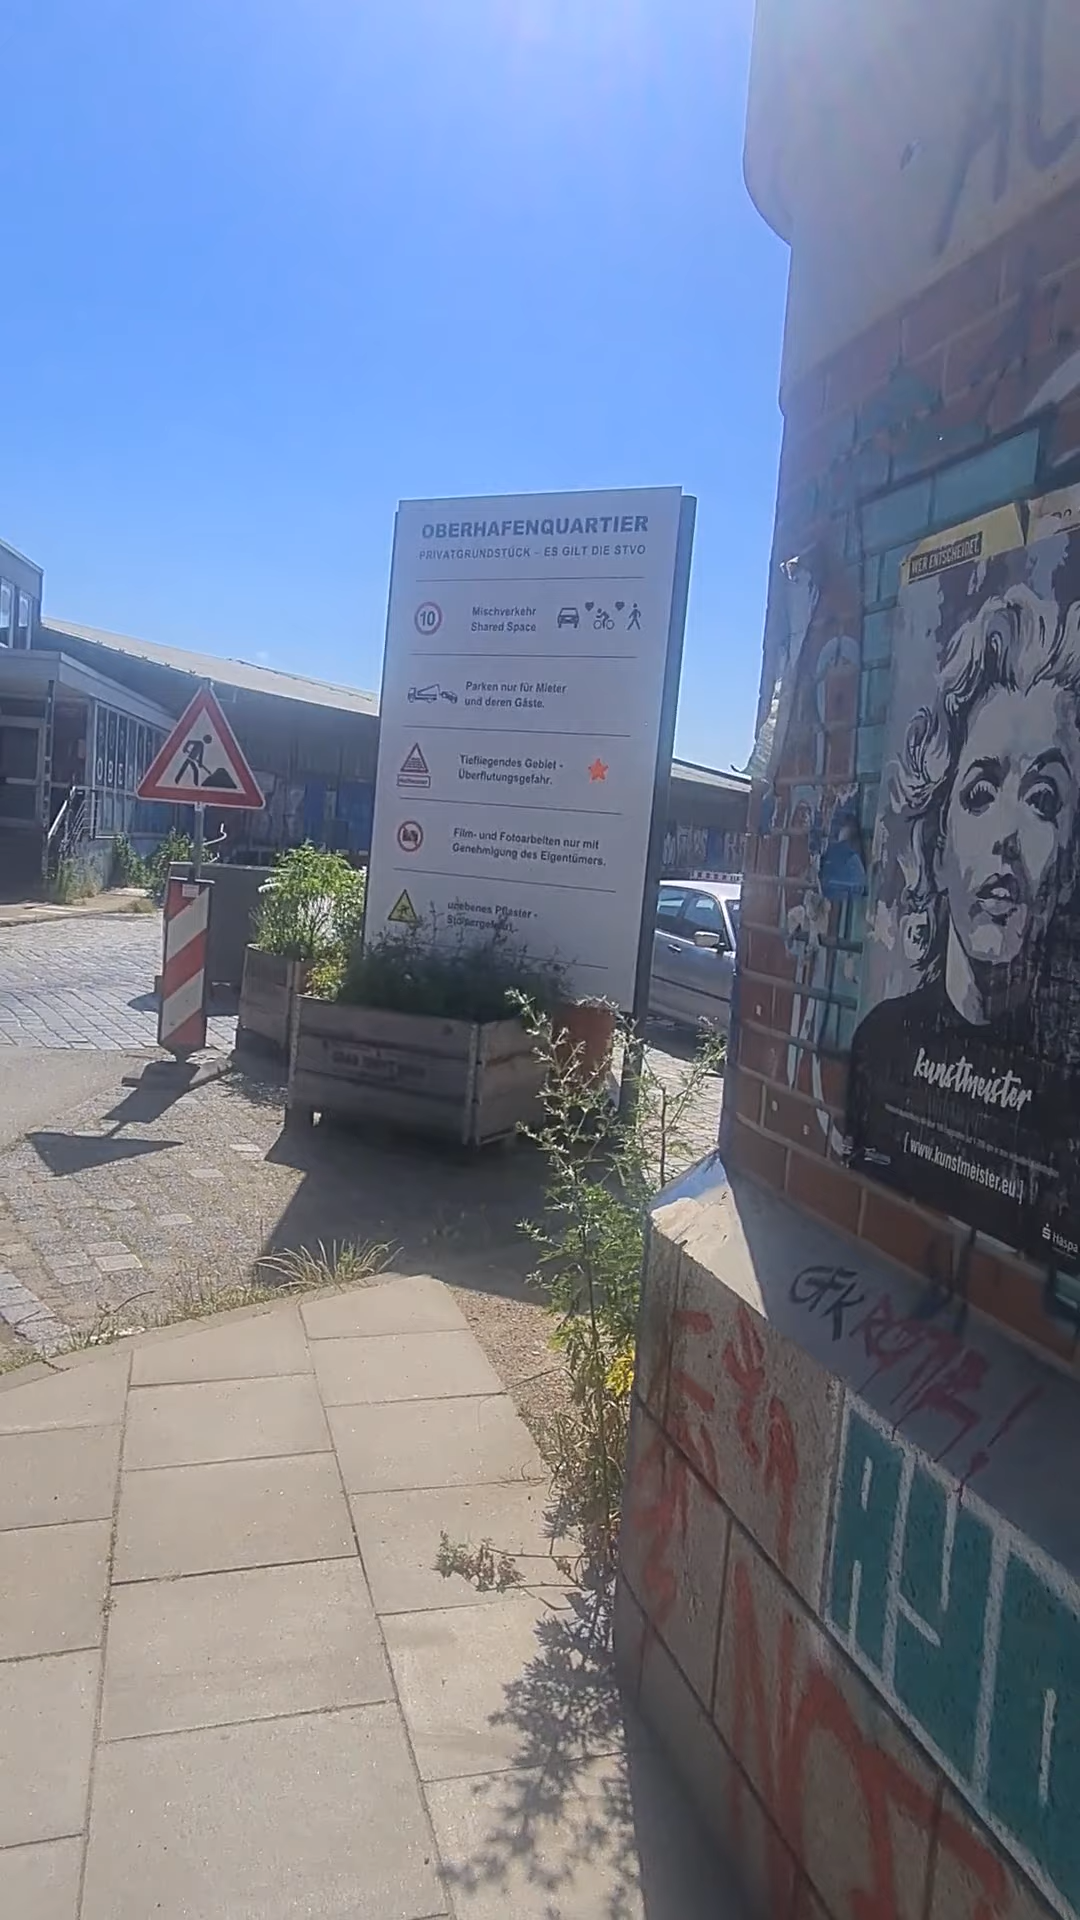 OBERHAFENQUARTIER
PRIVATGRUNDSTÜCK – ES GILT DIE STVO
10
Mischverkehr
Shared Space
Parken nur für Mieter
und deren Gäste.
Tiefliegendes Gebiet -
Überflutungsgefahr.
Hochwasser
Film- und Fotoarbeiten nur mit
Genehmigung des Eigentümers.
unebenes Pflaster -
WER ENTSCHEIDET,
kunstmeister
[ www.kunstmeister.eu ]
Haspa
GFK